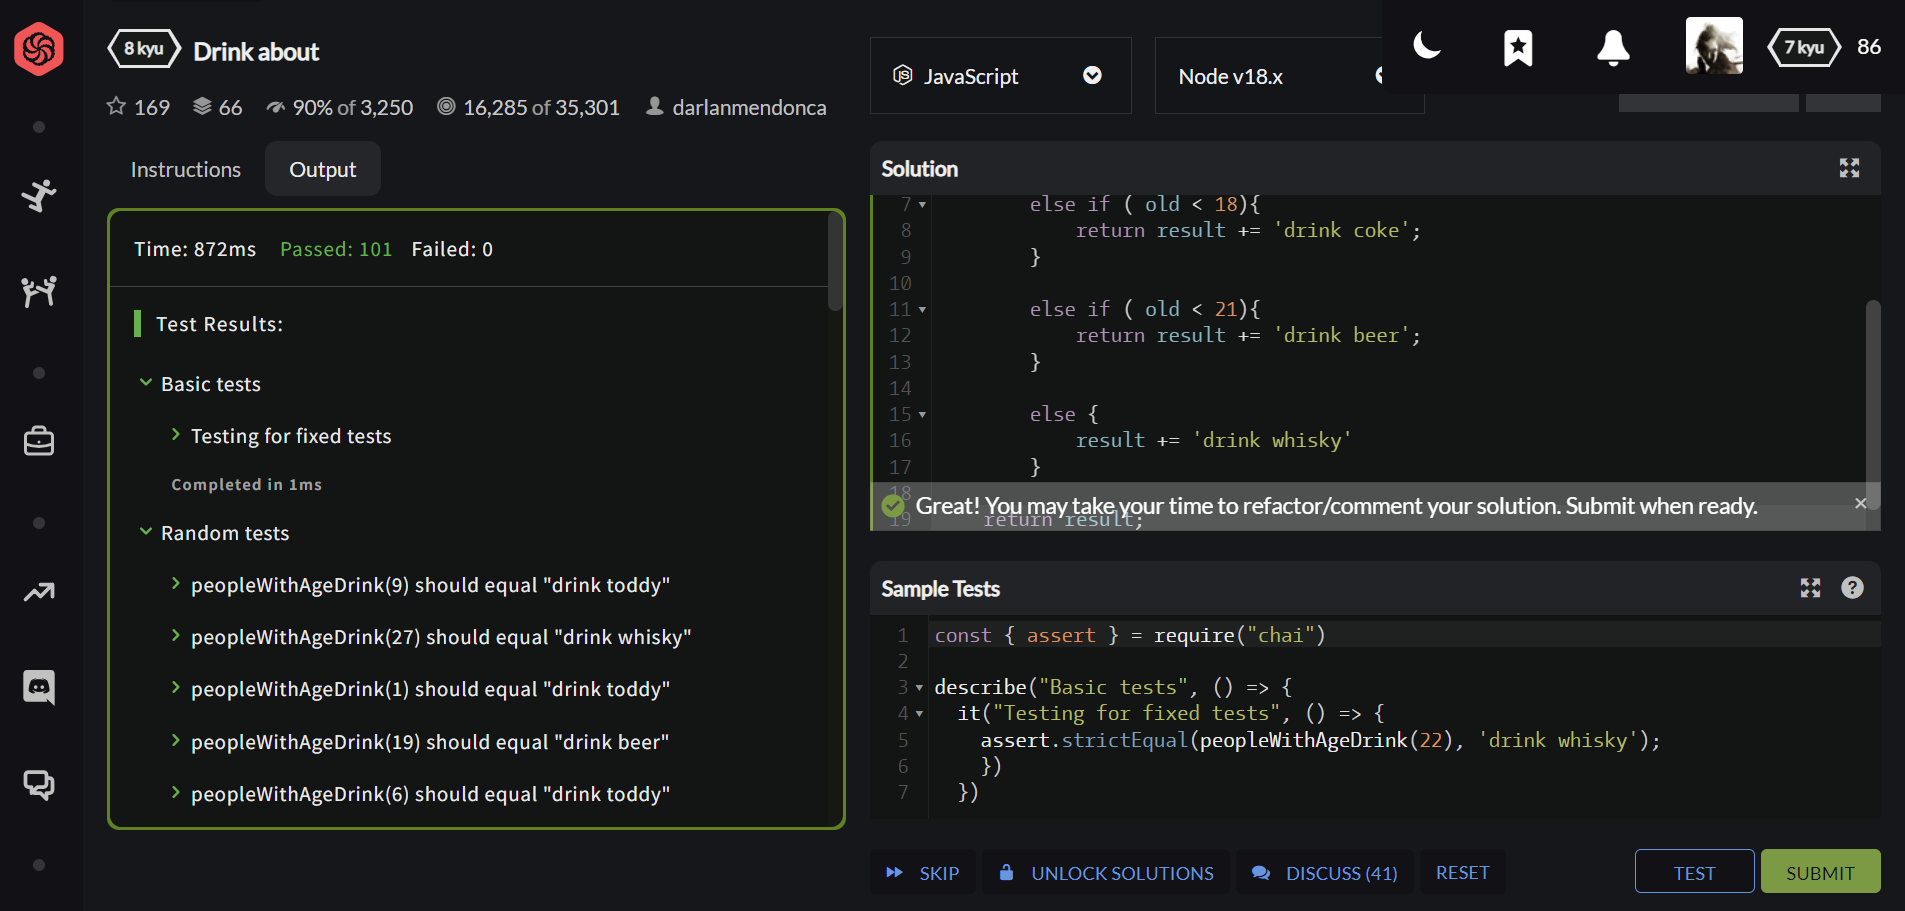 8 kyu Drink about
169 66 90% of 3,250 16,285 of 35,301 darlanmendonca
JavaScript
Node v18.x
7 kyu 86
Instructions Output
Time: 872ms Passed: 101 Failed: 0
Test Results:
Basic tests
Testing for fixed tests
Completed in 1ms
Random tests
peopleWithAgeDrink(9) should equal "drink toddy"
peopleWithAgeDrink(27) should equal "drink whisky"
peopleWithAgeDrink(1) should equal "drink toddy"
peopleWithAgeDrink(19) should equal "drink beer"
peopleWithAgeDrink(6) should equal "drink toddy"
Solution
7 else if ( old < 18){
8 return result += 'drink coke';
9 }
10
11 else if ( old < 21){
12 return result += 'drink beer';
13 }
14
15 else {
16 result += 'drink whisky'
17 }
18
Great! You may take your time to refactor/comment your solution. Submit when ready.
19 return result;
Sample Tests
1 const { assert } = require("chai")
2
3 describe("Basic tests", () => {
4 it("Testing for fixed tests", () => {
5 assert.strictEqual(peopleWithAgeDrink(22), 'drink whisky');
6 })
7 })
SKIP UNLOCK SOLUTIONS DISCUSS (41) RESET TEST SUBMIT